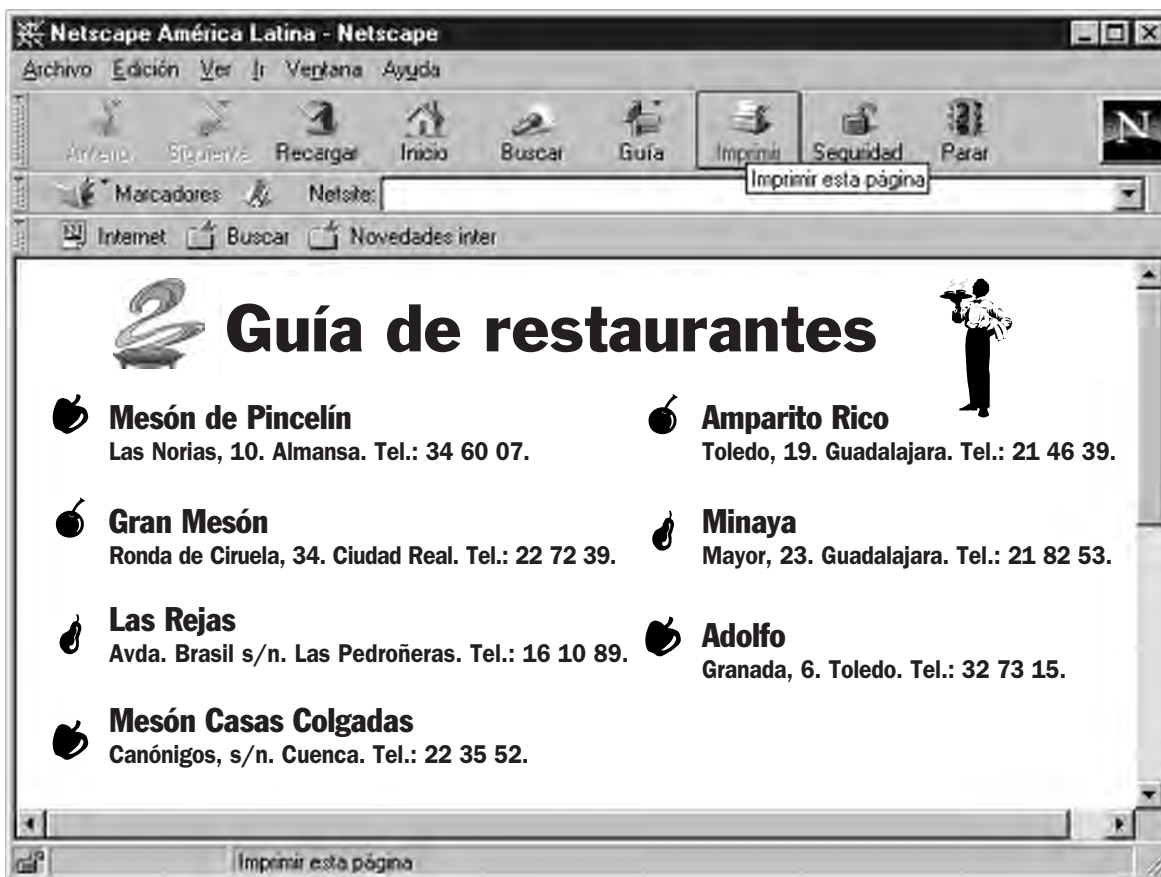 Netscape América Latina - Netscape
Archivo Edición Ver Ir Ventana Ayuda
Anterior Siguiente Recargar Inicio Buscar Guía Imprimir Seguridad Parar
N
Imprimir esta página
Marcadores Netsite:
Internet Buscar Novedades inter
Guía de restaurantes
Mesón de Pincelín
Las Norias, 10. Almansa. Tel.: 34 60 07.
Gran Mesón
Ronda de Ciruela, 34. Ciudad Real. Tel.: 22 72 39.
Las Rejas
Avda. Brasil s/n. Las Pedroñeras. Tel.: 16 10 89.
Mesón Casas Colgadas
Canónigos, s/n. Cuenca. Tel.: 22 35 52.
Amparito Rico
Toledo, 19. Guadalajara. Tel.: 21 46 39.
Minaya
Mayor, 23. Guadalajara. Tel.: 21 82 53.
Adolfo
Granada, 6. Toledo. Tel.: 32 73 15.
Imprimir esta página